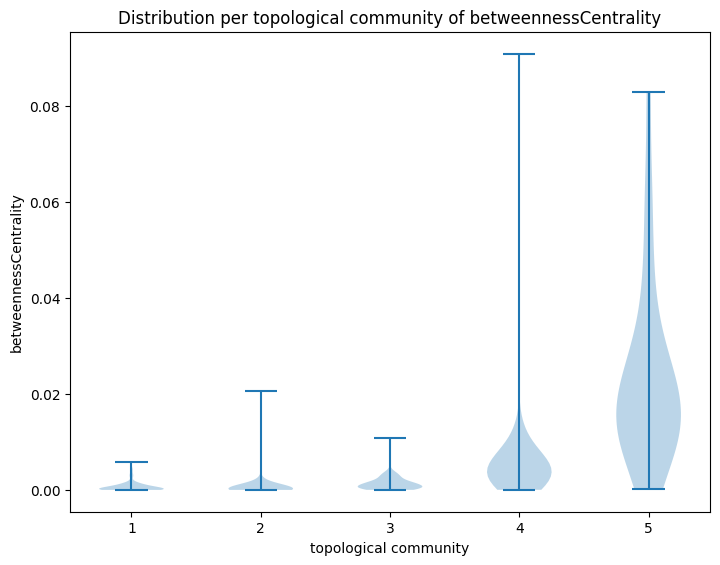 Distribution per topological community of betweennessCentrality
betweennessCentrality
0.08
0.06
0.04
0.02
0.00
1 2 3 4 5
topological community